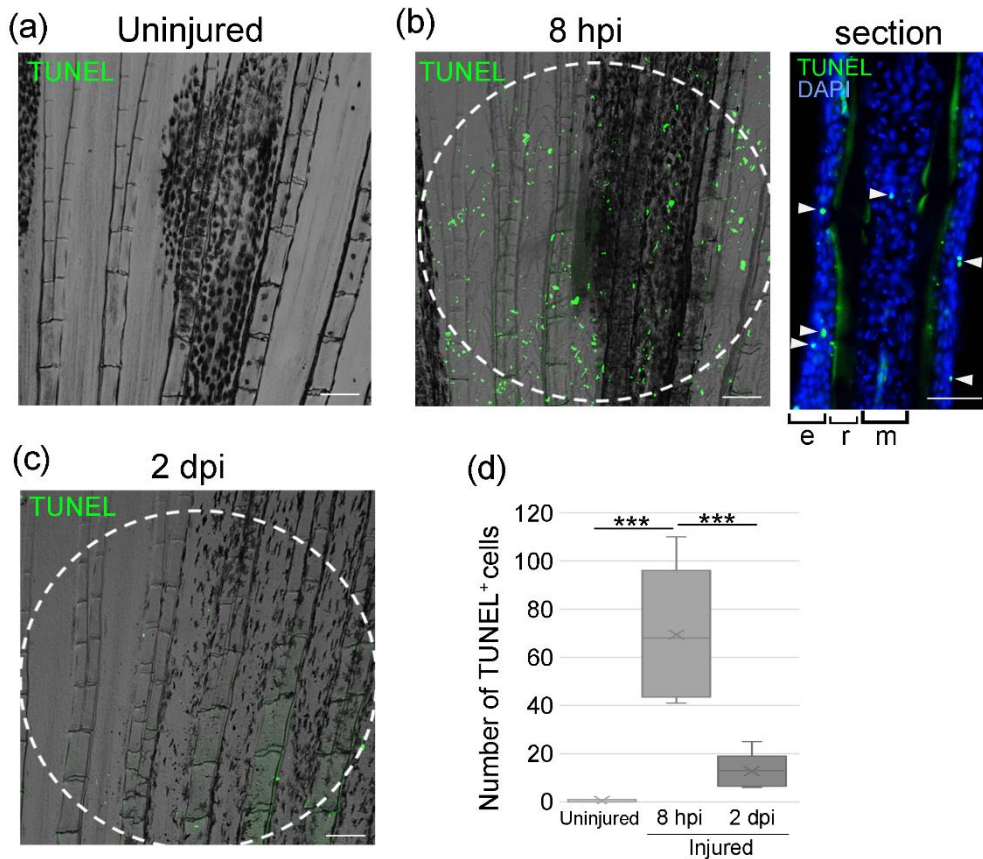 (a) Uninjured
TUNEL
(b) 8 hpi
TUNEL
section
TUNEL
DAPI
e r m
(c) 2 dpi
TUNEL
(d)
Number of TUNEL⁺ cells
120
100
80
60
40
20
0
*** ***
Uninjured 8 hpi 2 dpi
Injured